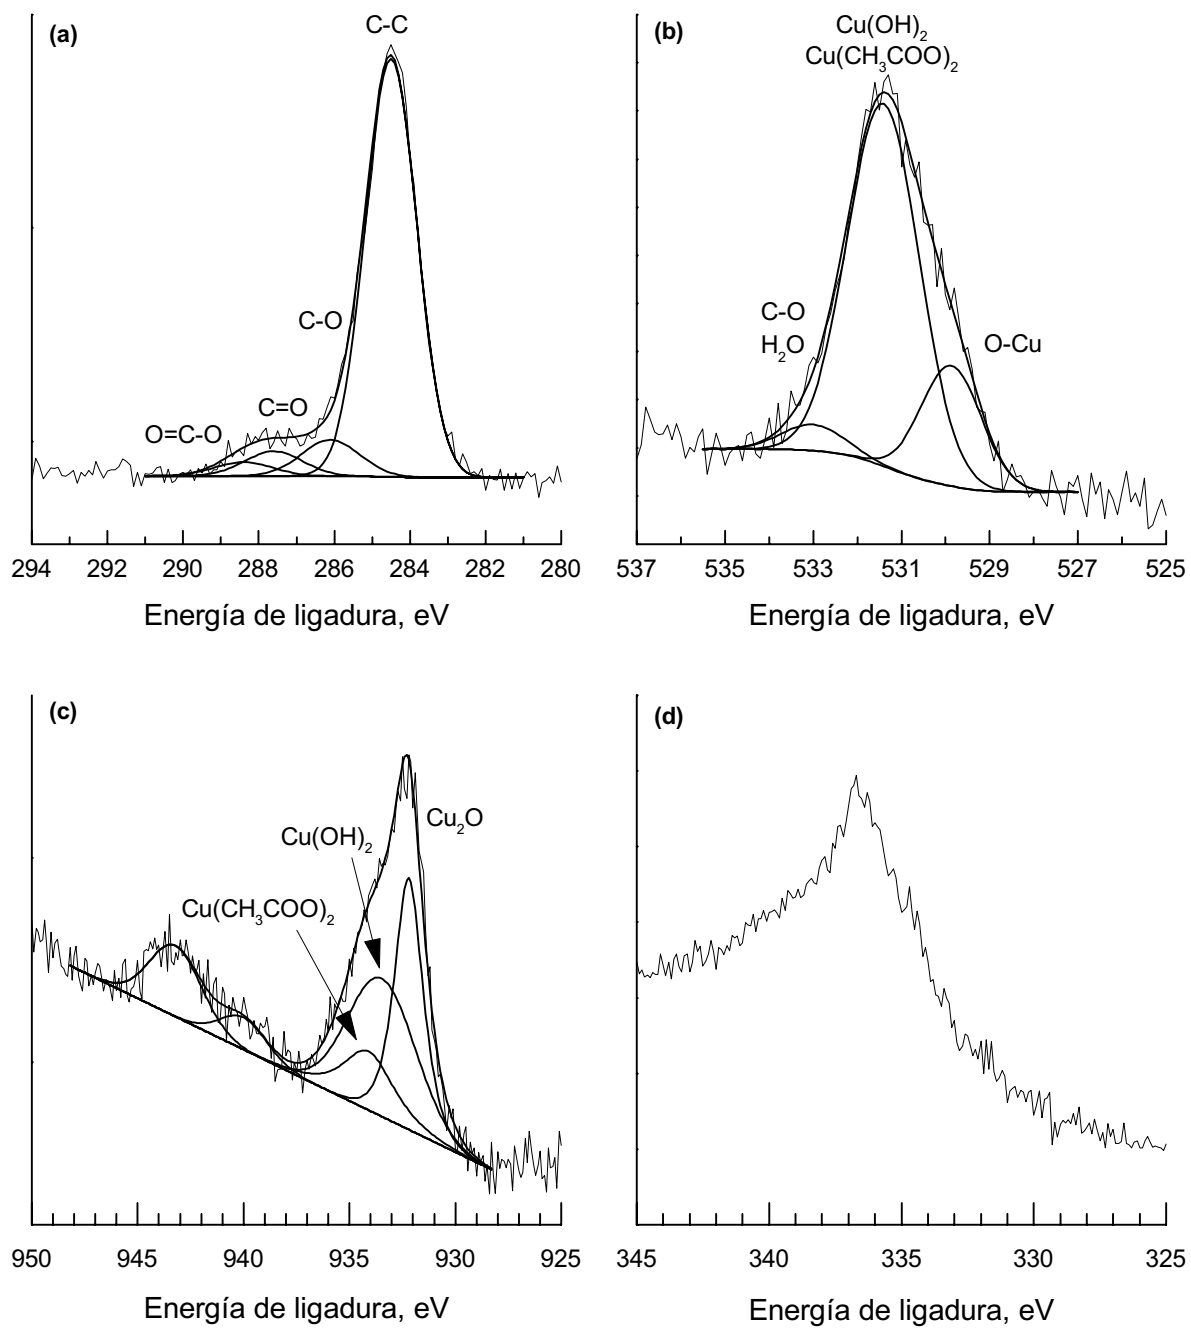 (a)
C-C
C-O
C=O
O=C-O
294 292 290 288 286 284 282 280
Energía de ligadura, eV
(b)
Cu(OH)₂
Cu(CH₃COO)₂
C-O
H₂O
O-Cu
537 535 533 531 529 527 525
Energía de ligadura, eV
(c)
Cu₂O
Cu(OH)₂
Cu(CH₃COO)₂
950 945 940 935 930 925
Energía de ligadura, eV
(d)
345 340 335 330 325
Energía de ligadura, eV